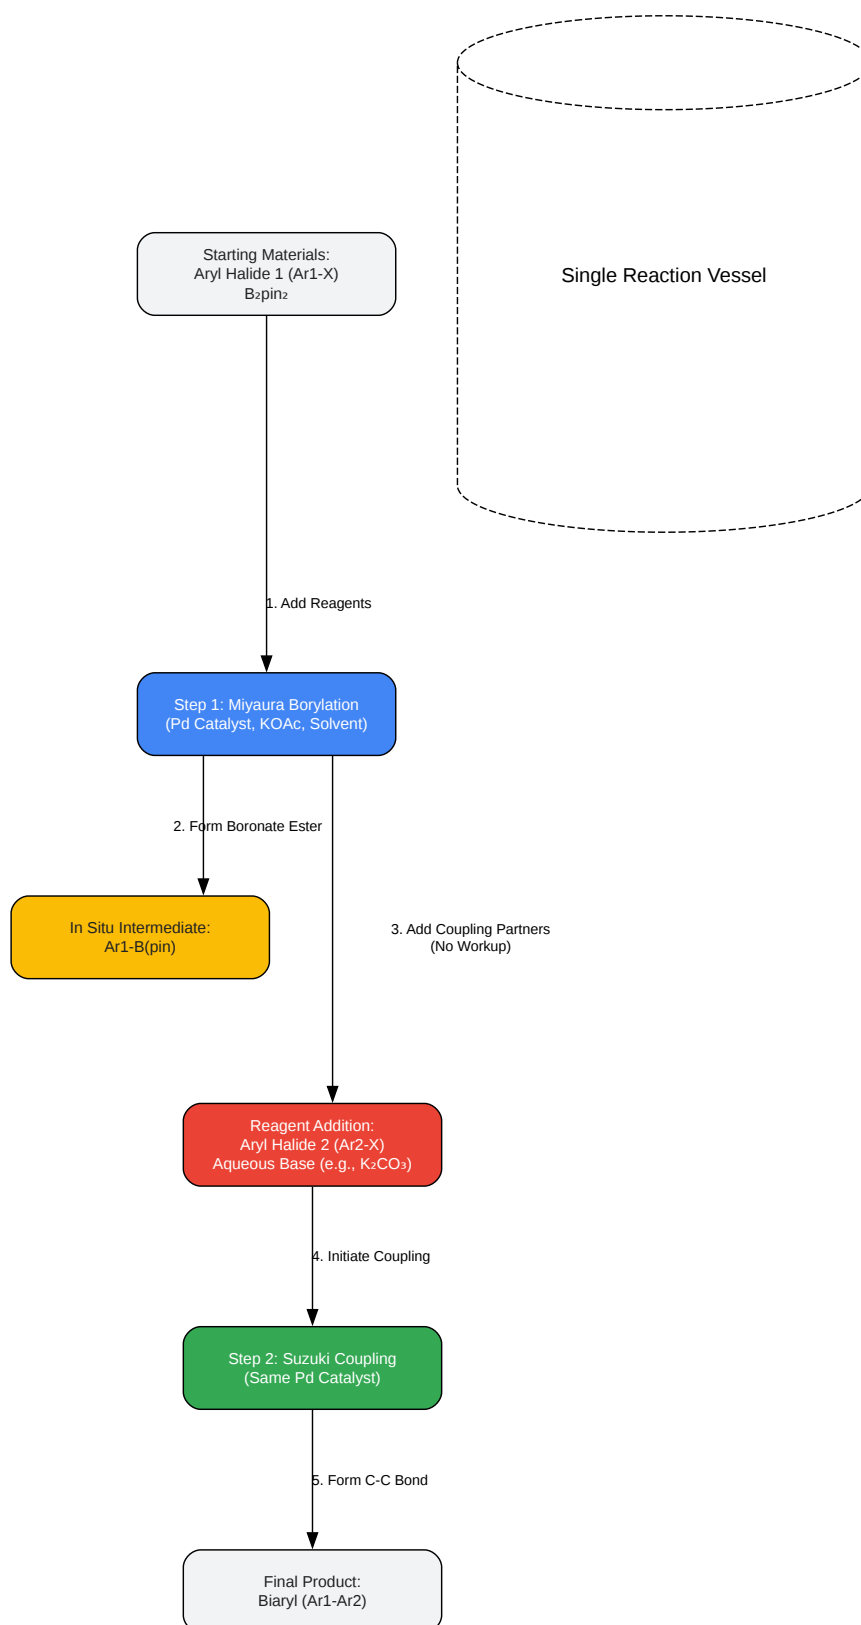 Single Reaction Vessel
Starting Materials:
Aryl Halide 1 (Ar1-X)
B₂pin₂
1. Add Reagents
Step 1: Miyaura Borylation
(Pd Catalyst, KOAc, Solvent)
2. Form Boronate Ester
In Situ Intermediate:
Ar1-B(pin)
3. Add Coupling Partners
(No Workup)
Reagent Addition:
Aryl Halide 2 (Ar2-X)
Aqueous Base (e.g., K₂CO₃)
4. Initiate Coupling
Step 2: Suzuki Coupling
(Same Pd Catalyst)
5. Form C-C Bond
Final Product:
Biaryl (Ar1-Ar2)